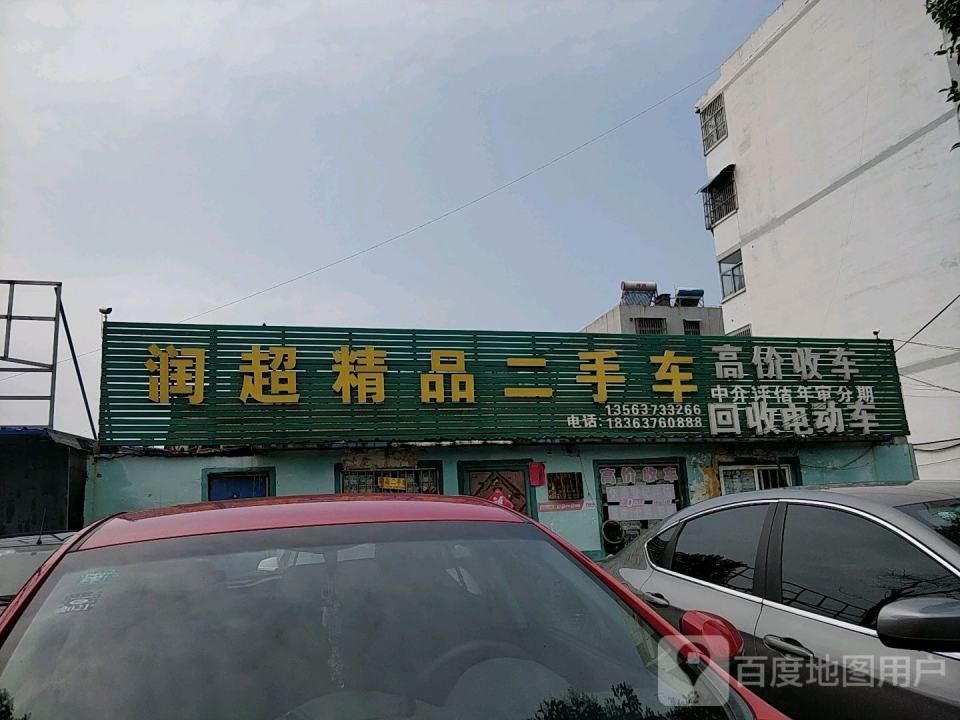 润超精品二手车
高价收车
中介评估年审分期
回收电动车
13563733266
电话: 18363760888
高价收车
百度地图用户